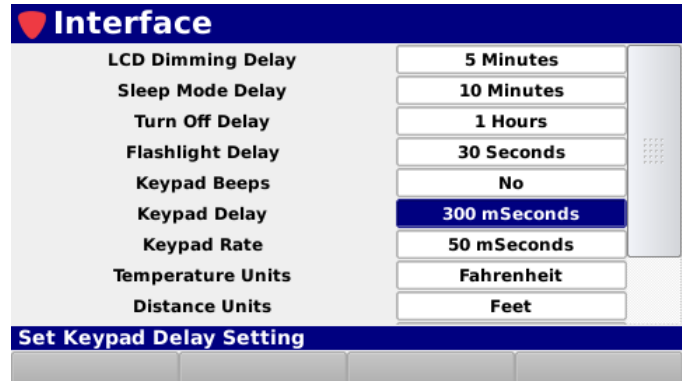 Interface
LCD Dimming Delay 5 Minutes
Sleep Mode Delay 10 Minutes
Turn Off Delay 1 Hours
Flashlight Delay 30 Seconds
Keypad Beeps No
Keypad Delay 300 mSeconds
Keypad Rate 50 mSeconds
Temperature Units Fahrenheit
Distance Units Feet
Set Keypad Delay Setting